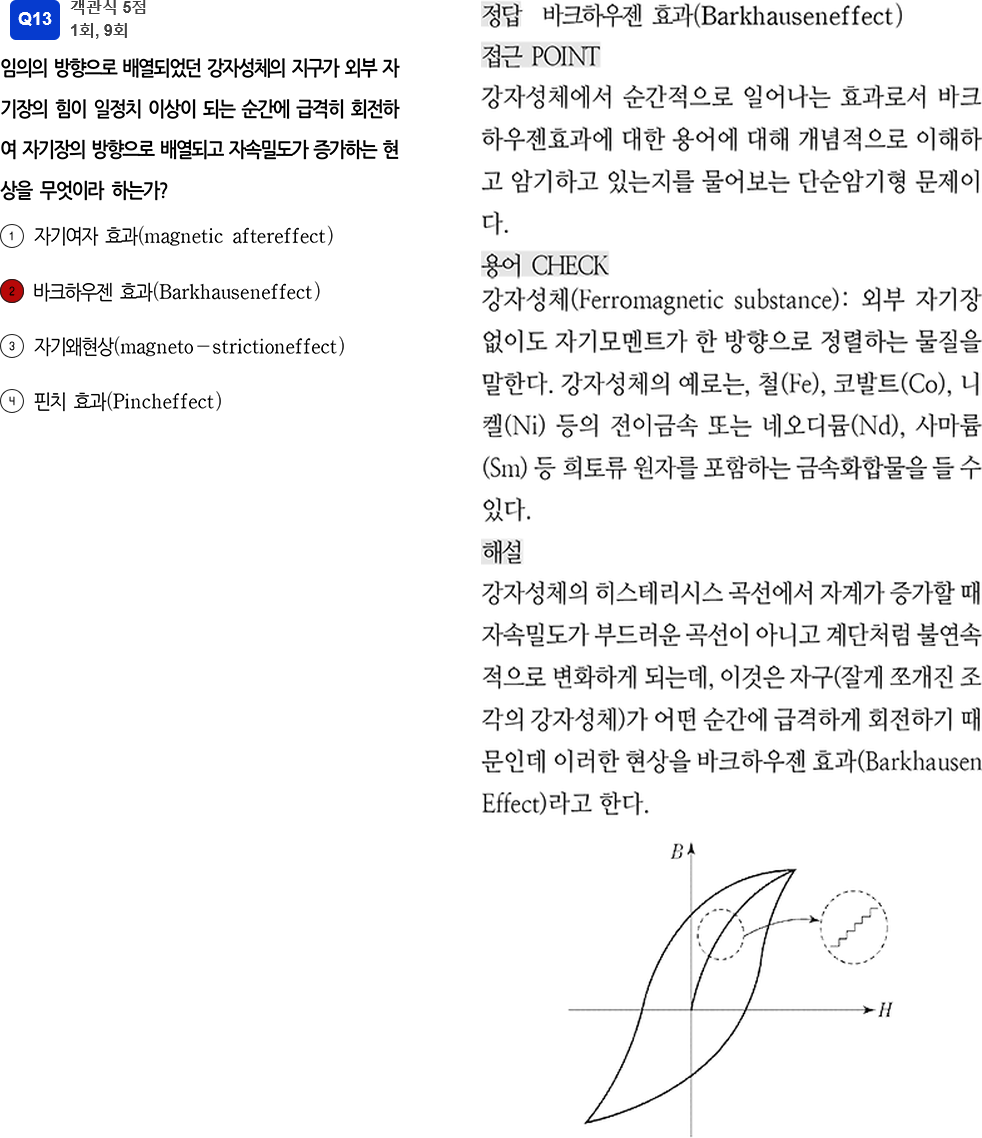 Q13
객관식 5점
1회, 9회
임의의 방향으로 배열되었던 강자성체의 지구가 외부 자
기장의 힘이 일정치 이상이 되는 순간에 급격히 회전하
여 자기장의 방향으로 배열되고 자속밀도가 증가하는 현
상을 무엇이라 하는가?
1 자기여자 효과(magnetic aftereffect)
2 바크하우젠 효과(Barkhauseneffect)
3 자기왜현상(magneto-strictioneffect)
4 핀치 효과(Pincheffect)
정답 바크하우젠 효과(Barkhauseneffect)
접근 POINT
강자성체에서 순간적으로 일어나는 효과로서 바크
하우젠효과에 대한 용어에 대해 개념적으로 이해하
고 암기하고 있는지를 물어보는 단순암기형 문제이
다.
용어 CHECK
강자성체(Ferromagnetic substance): 외부 자기장
없이도 자기모멘트가 한 방향으로 정렬하는 물질을
말한다. 강자성체의 예로는, 철(Fe), 코발트(Co), 니
켈(Ni) 등의 전이금속 또는 네오디뮴(Nd), 사마륨
(Sm) 등 희토류 원자를 포함하는 금속화합물을 들 수
있다.
해설
강자성체의 히스테리시스 곡선에서 자계가 증가할 때
자속밀도가 부드러운 곡선이 아니고 계단처럼 불연속
적으로 변화하게 되는데, 이것은 자구(잘게 쪼개진 조
각의 강자성체)가 어떤 순간에 급격하게 회전하기 때
문인데 이러한 현상을 바크하우젠 효과(Barkhausen
Effect)라고 한다.
B
H